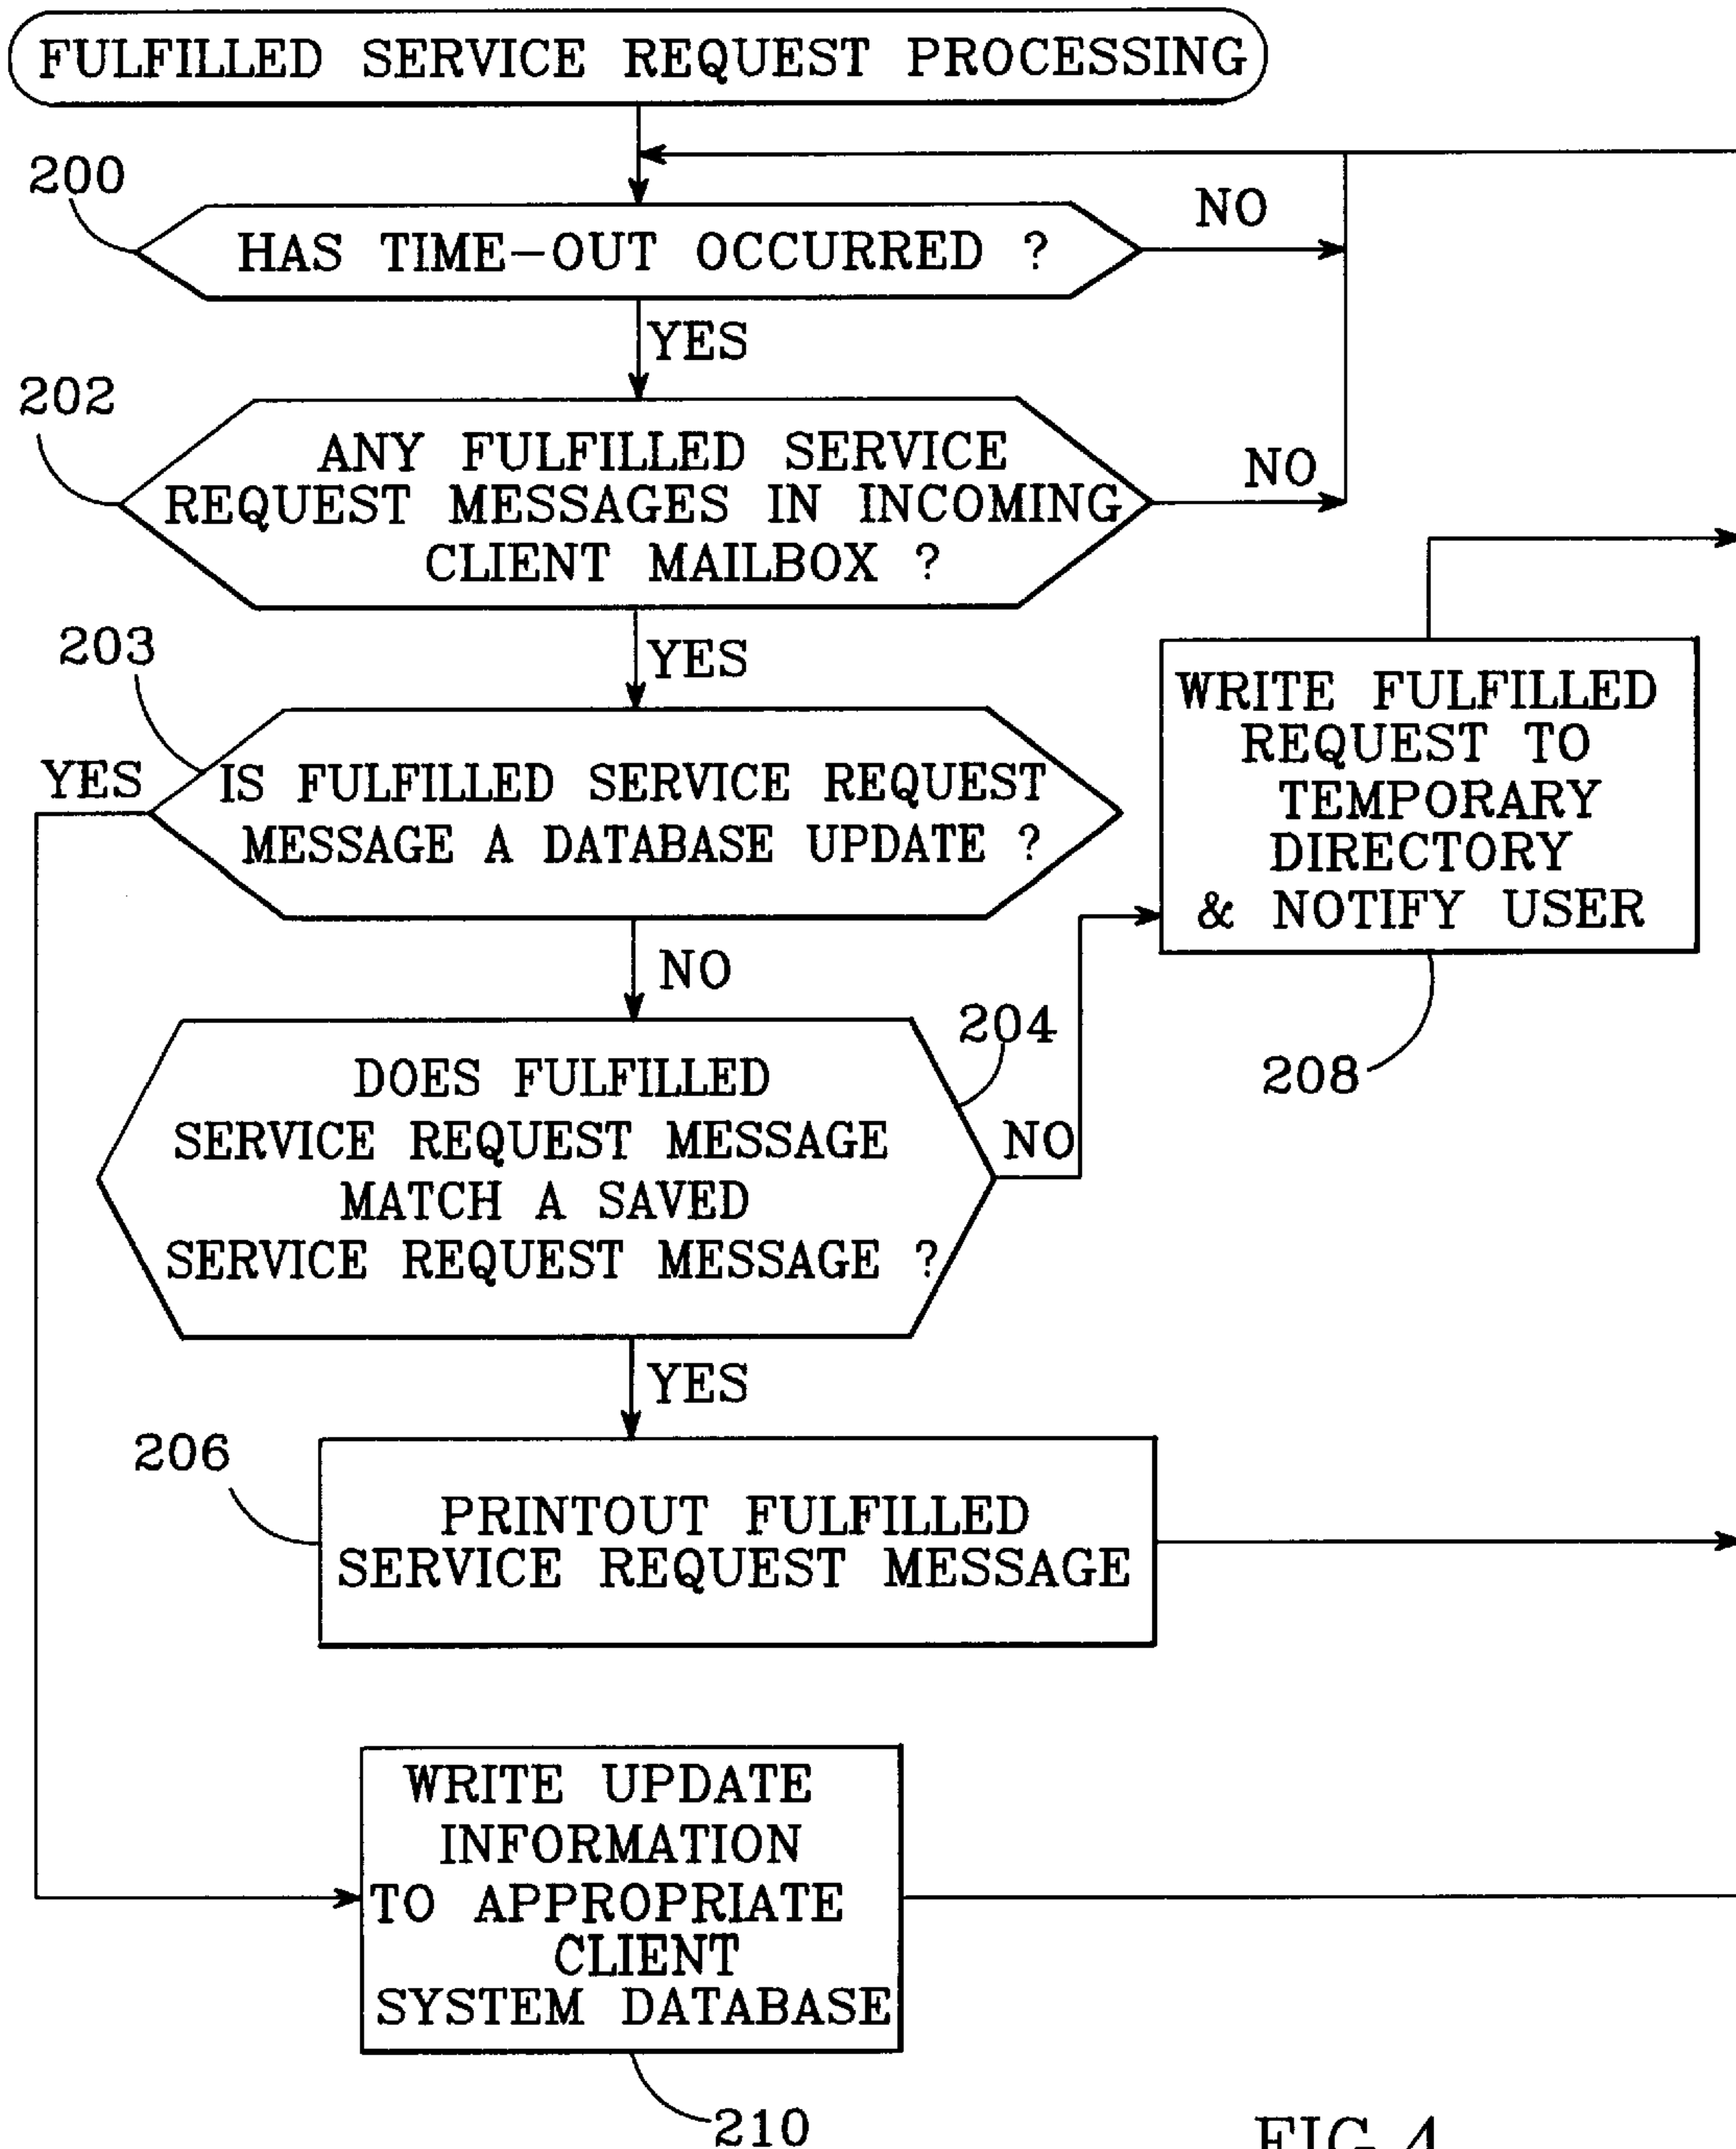 FULFILLED SERVICE REQUEST PROCESSING
200
HAS TIME-OUT OCCURRED ?
NO
YES
202
ANY FULFILLED SERVICE
REQUEST MESSAGES IN INCOMING
CLIENT MAILBOX ?
NO
YES
203
YES
IS FULFILLED SERVICE REQUEST
MESSAGE A DATABASE UPDATE ?
NO
WRITE FULFILLED
REQUEST TO
TEMPORARY
DIRECTORY
& NOTIFY USER
208
204
DOES FULFILLED
SERVICE REQUEST MESSAGE
MATCH A SAVED
SERVICE REQUEST MESSAGE ?
NO
YES
206
PRINTOUT FULFILLED
SERVICE REQUEST MESSAGE
WRITE UPDATE
INFORMATION
TO APPROPRIATE
CLIENT
SYSTEM DATABASE
210
FIG.4